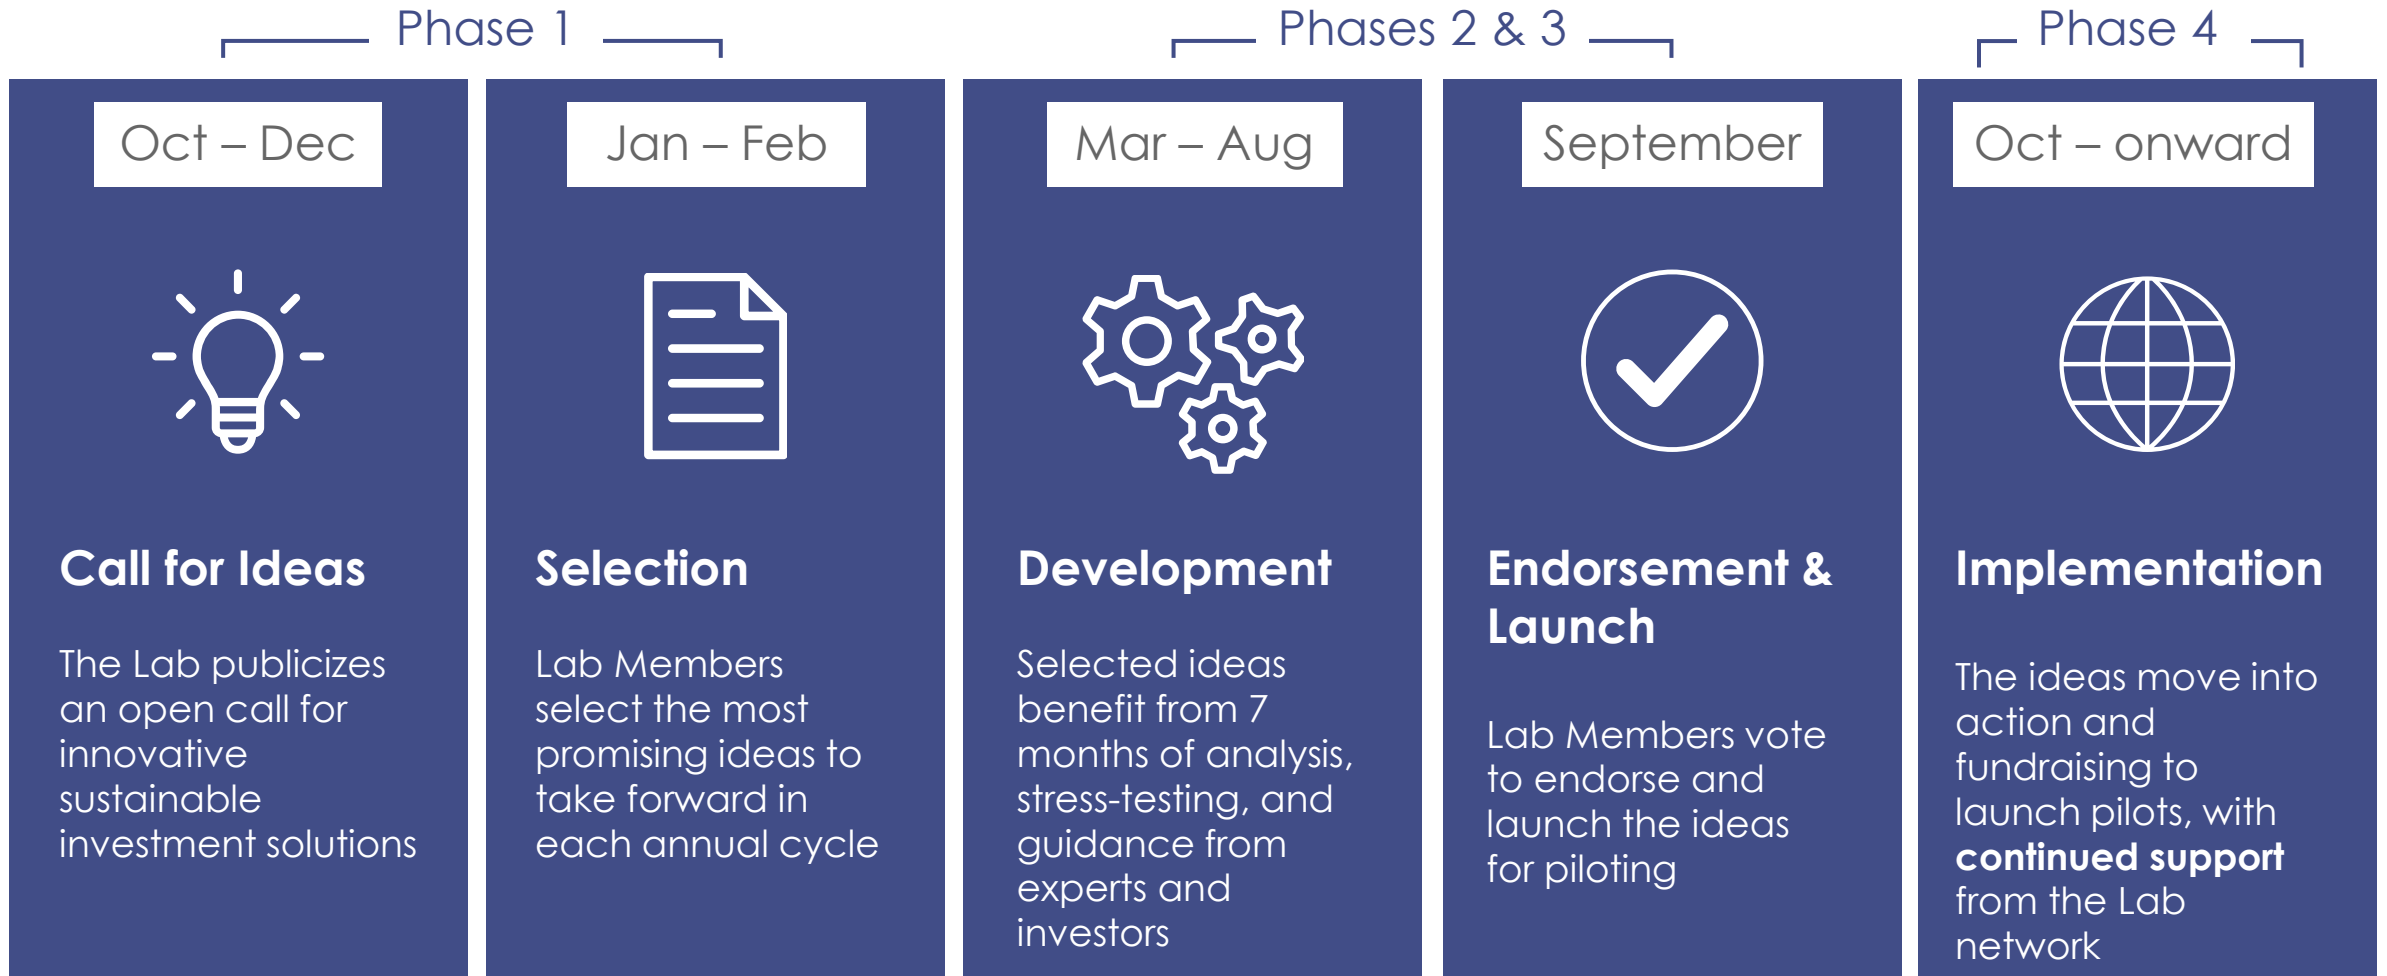 Phase 1
Phases 2 & 3
Phase 4
Oct – Dec
Call for Ideas
The Lab publicizes
an open call for
innovative
sustainable
investment solutions
Jan – Feb
Selection
Lab Members
select the most
promising ideas to
take forward in
each annual cycle
Mar – Aug
Development
Selected ideas
benefit from 7
months of analysis,
stress-testing, and
guidance from
experts and
investors
September
Endorsement &
Launch
Lab Members vote
to endorse and
launch the ideas
for piloting
Oct – onward
Implementation
The ideas move into
action and
fundraising to
launch pilots, with
continued support
from the Lab
network